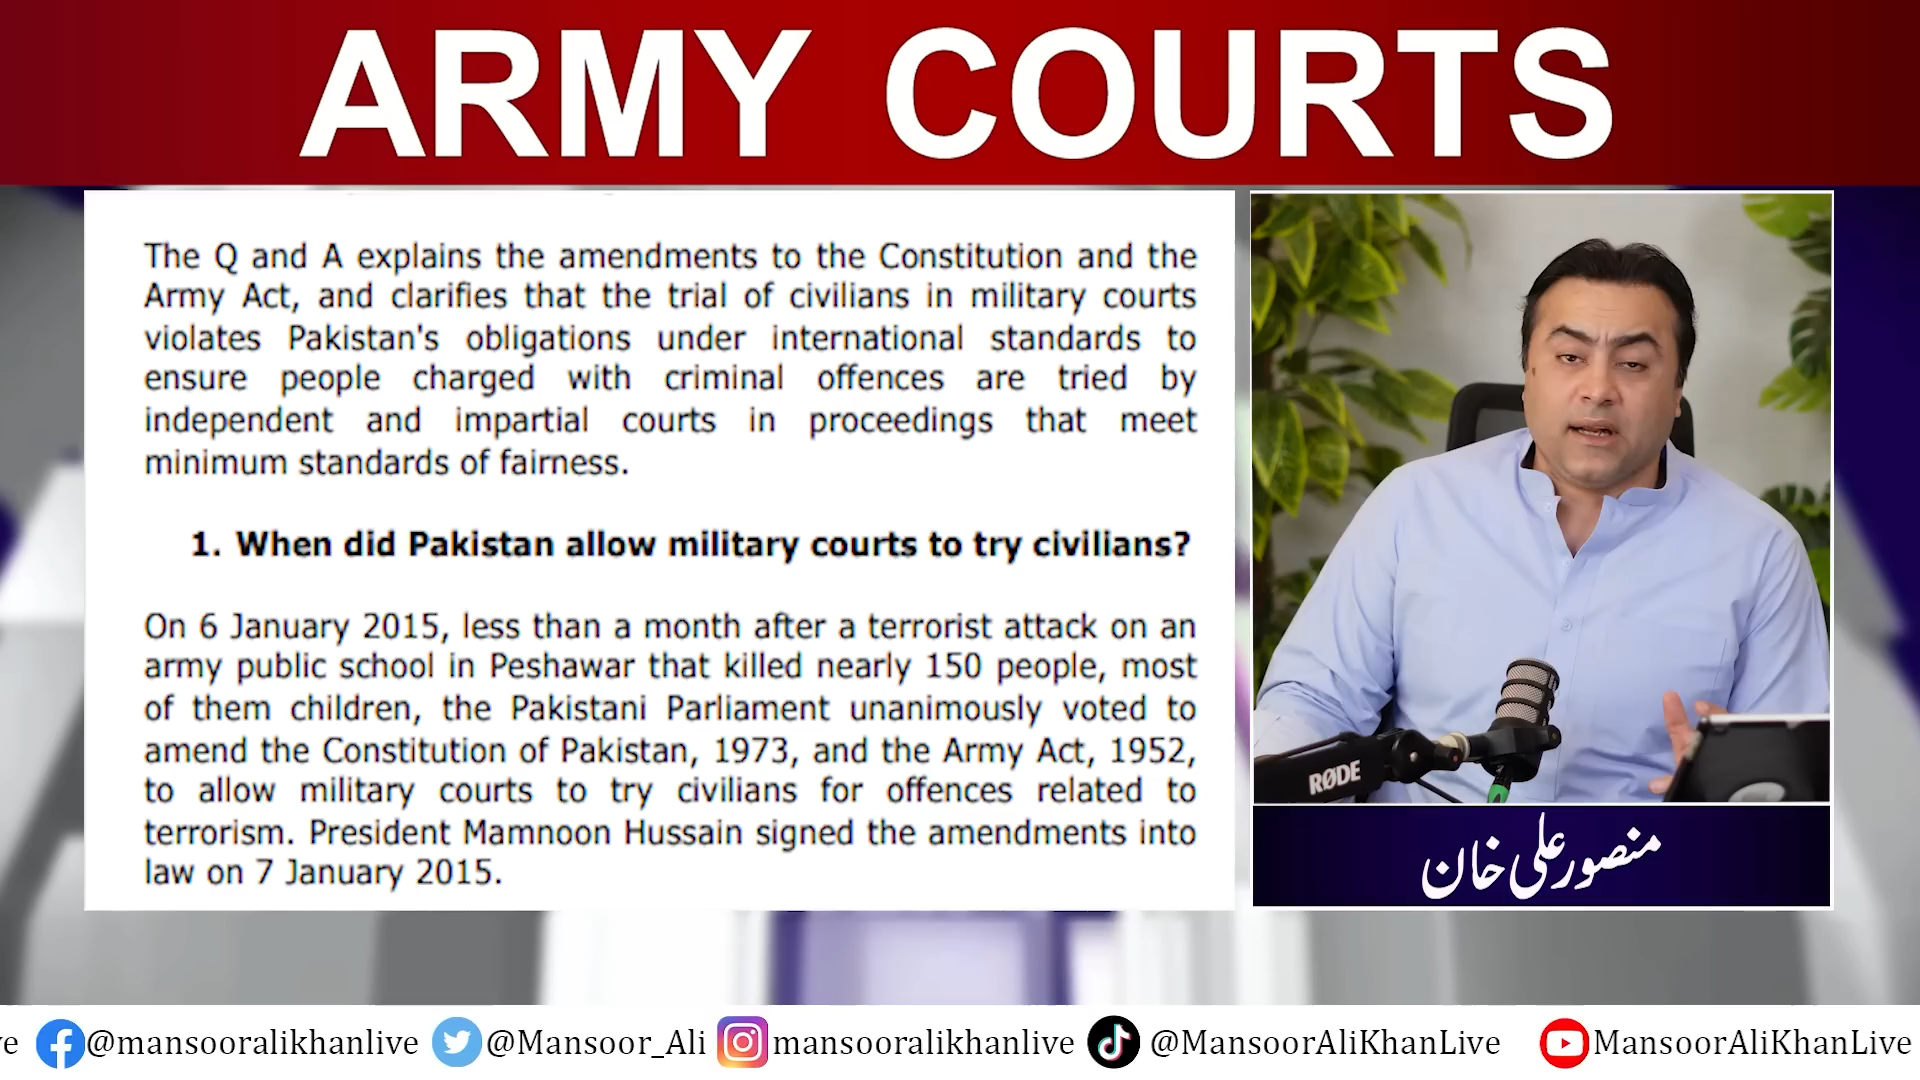 ARMY COURTS
The Q and A explains the amendments to the Constitution and the
Army Act, and clarifies that the trial of civilians in military courts
violates Pakistan's obligations under international standards to
ensure people charged with criminal offences are tried by
independent and impartial courts in proceedings that meet
minimum standards of fairness.
1. When did Pakistan allow military courts to try civilians?
On 6 January 2015, less than a month after a terrorist attack on an
army public school in Peshawar that killed nearly 150 people, most
of them children, the Pakistani Parliament unanimously voted to
amend the Constitution of Pakistan, 1973, and the Army Act, 1952,
to allow military courts to try civilians for offences related to
terrorism. President Mamnoon Hussain signed the amendments into
law on 7 January 2015.
RØDE
منصور علی خان
ve @mansooralikhanlive @Mansoor_Ali mansooralikhanlive @MansoorAliKhanLive MansoorAliKhanLive